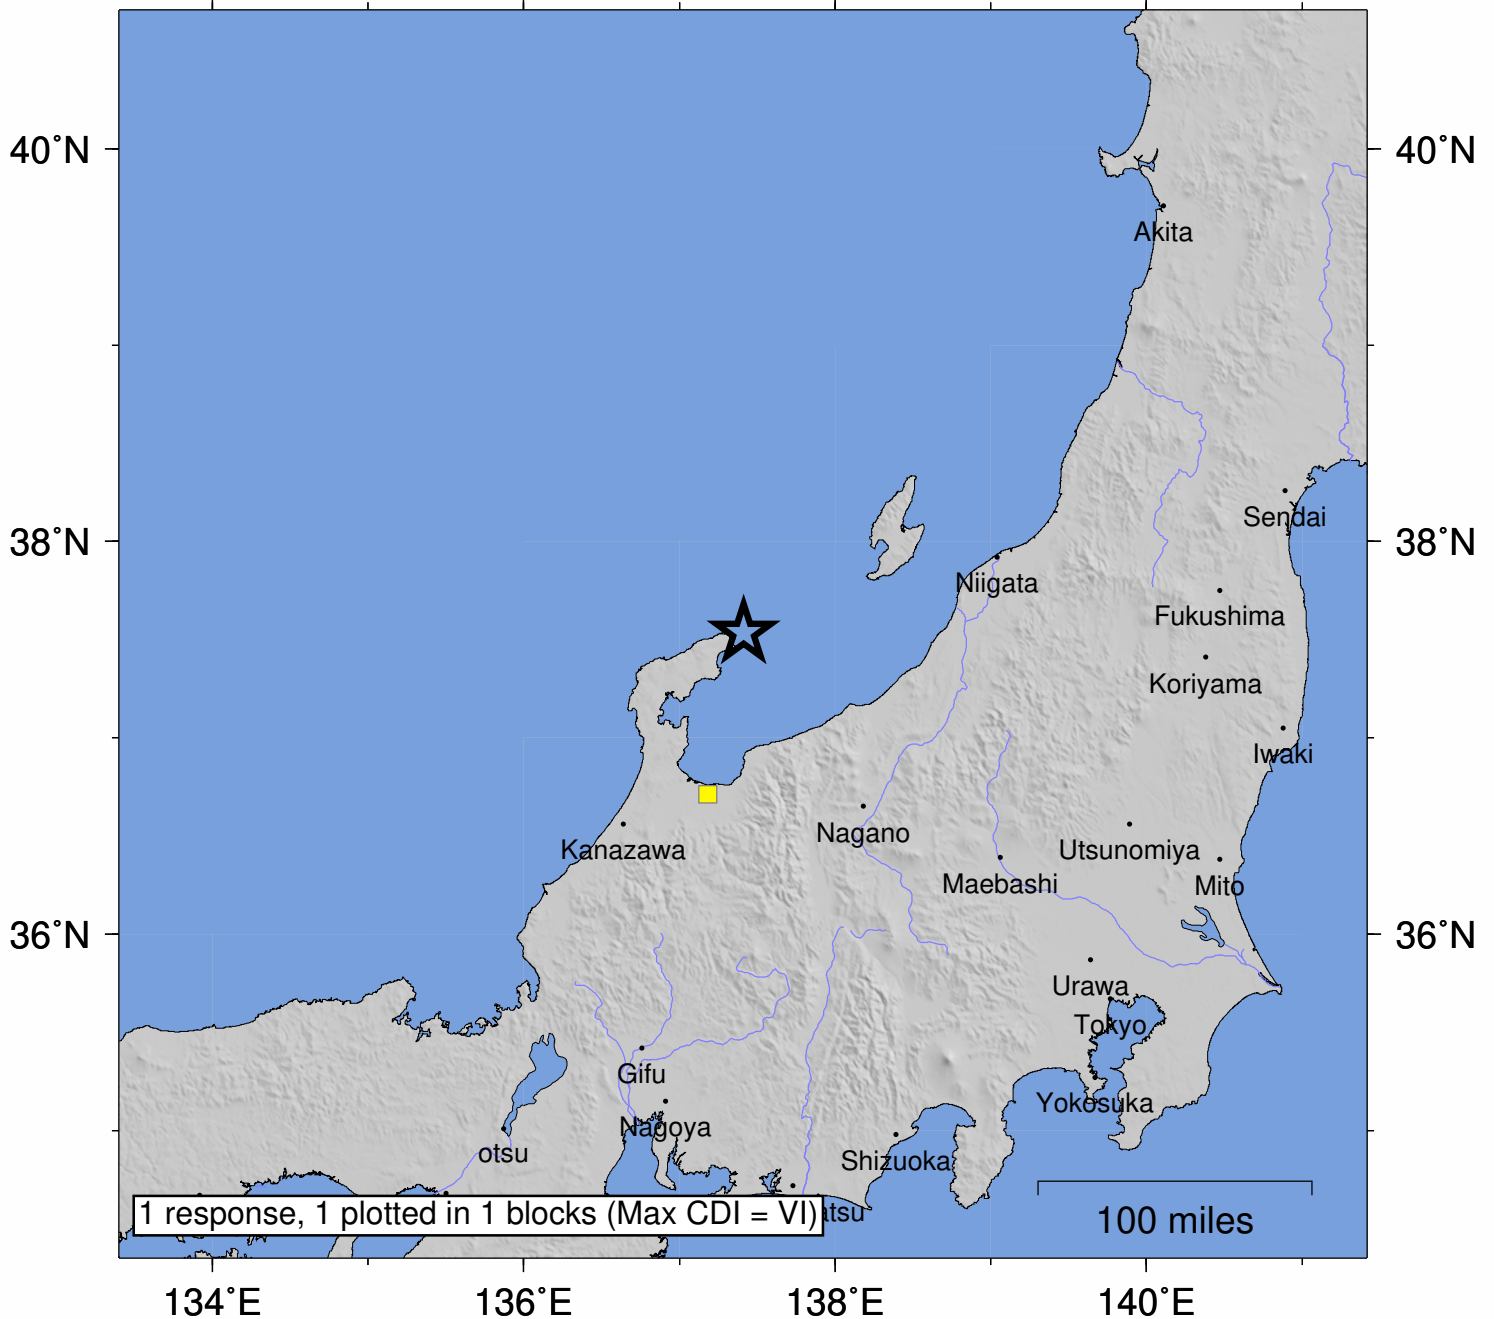 40°N
40°N
Akita
Sendai
38°N
38°N
Niigata
Fukushima
Koriyama
Iwaki
Nagano
Kanazawa
Utsunomiya
Maebashi
Mito
36°N
36°N
Urawa
Tokyo
Gifu
Yokosuka
Nagoya
otsu
Shizuoka
1 response, 1 plotted in 1 blocks (Max CDI = VI)
atsu
100 miles
134°E
136°E
138°E
140°E